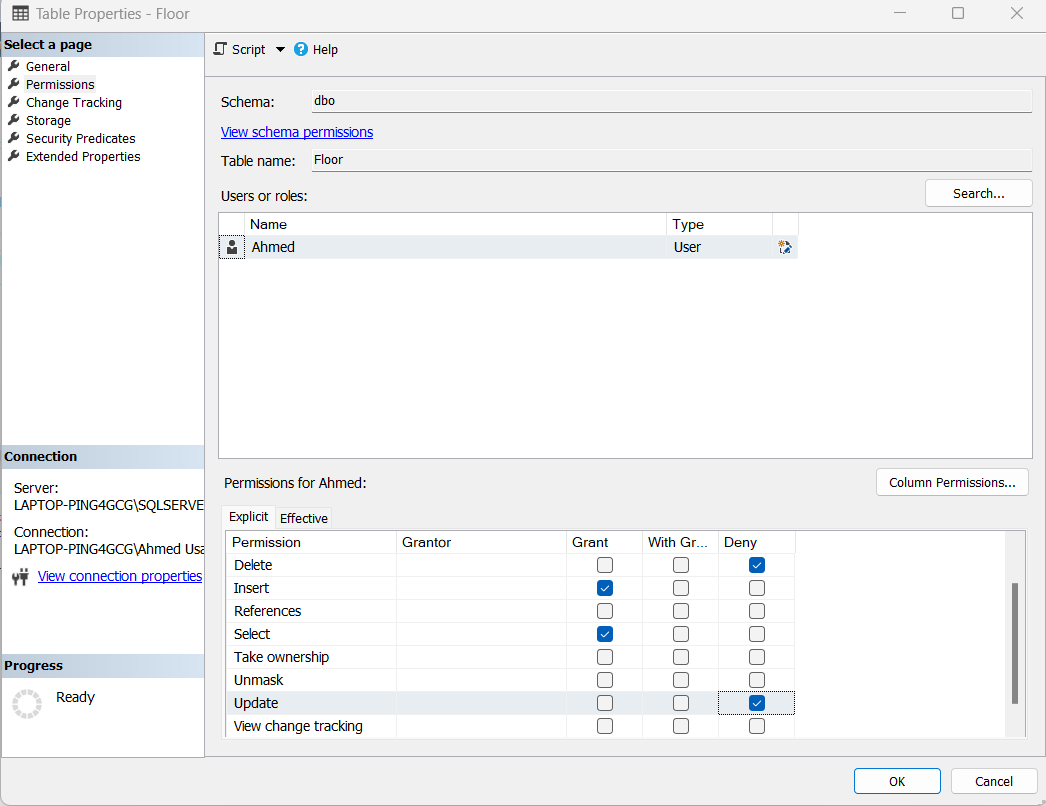 Table Properties - Floor
Select a page
General
Permissions
Change Tracking
Storage
Security Predicates
Extended Properties
Script
Help
Schema:
dbo
View schema permissions
Table name:
Floor
Users or roles:
Search...
Name Type
Ahmed User
Connection
Server:
LAPTOP-PING4GCG\SQLSERVE
Connection:
LAPTOP-PING4GCG\Ahmed Usa
View connection properties
Progress
Ready
Permissions for Ahmed:
Column Permissions...
Explicit Effective
Permission Grantor Grant With Gr... Deny
Delete
Insert
References
Select
Take ownership
Unmask
Update
View change tracking
OK Cancel